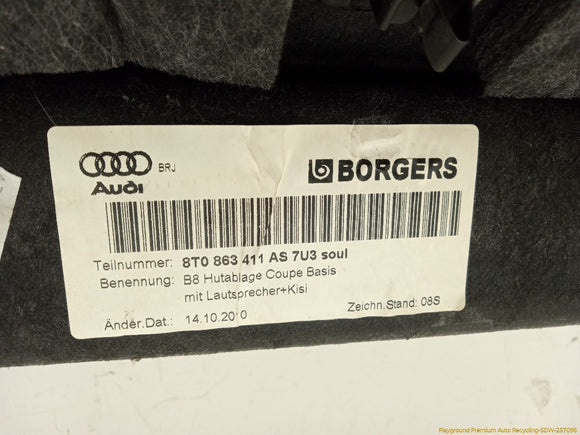 BRJ
Audi
BORGERS
Teilnummer: 8T0 863 411 AS 7U3 soul
Benennung: B8 Hutablage Coupe Basis
mit Lautsprecher+Kisi
Änder.Dat.: 14.10.2010
Zeichn.Stand: 08S
Playground Premium Auto Recycling-SDW-257096